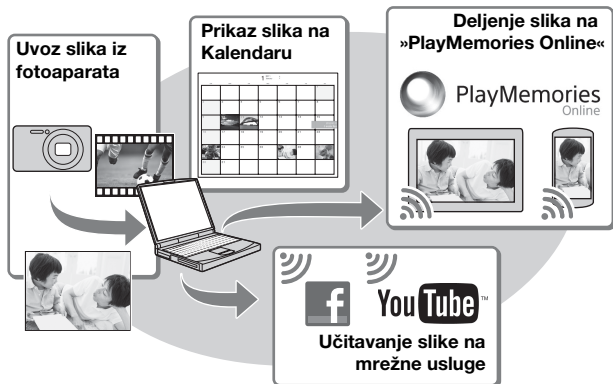 Uvoz slika iz
fotoaparata
Prikaz slika na
Kalendaru
Deljenje slika na
»PlayMemories Online«
PlayMemories
Online
f
YouTube™
Učitavanje slike na
mrežne usluge